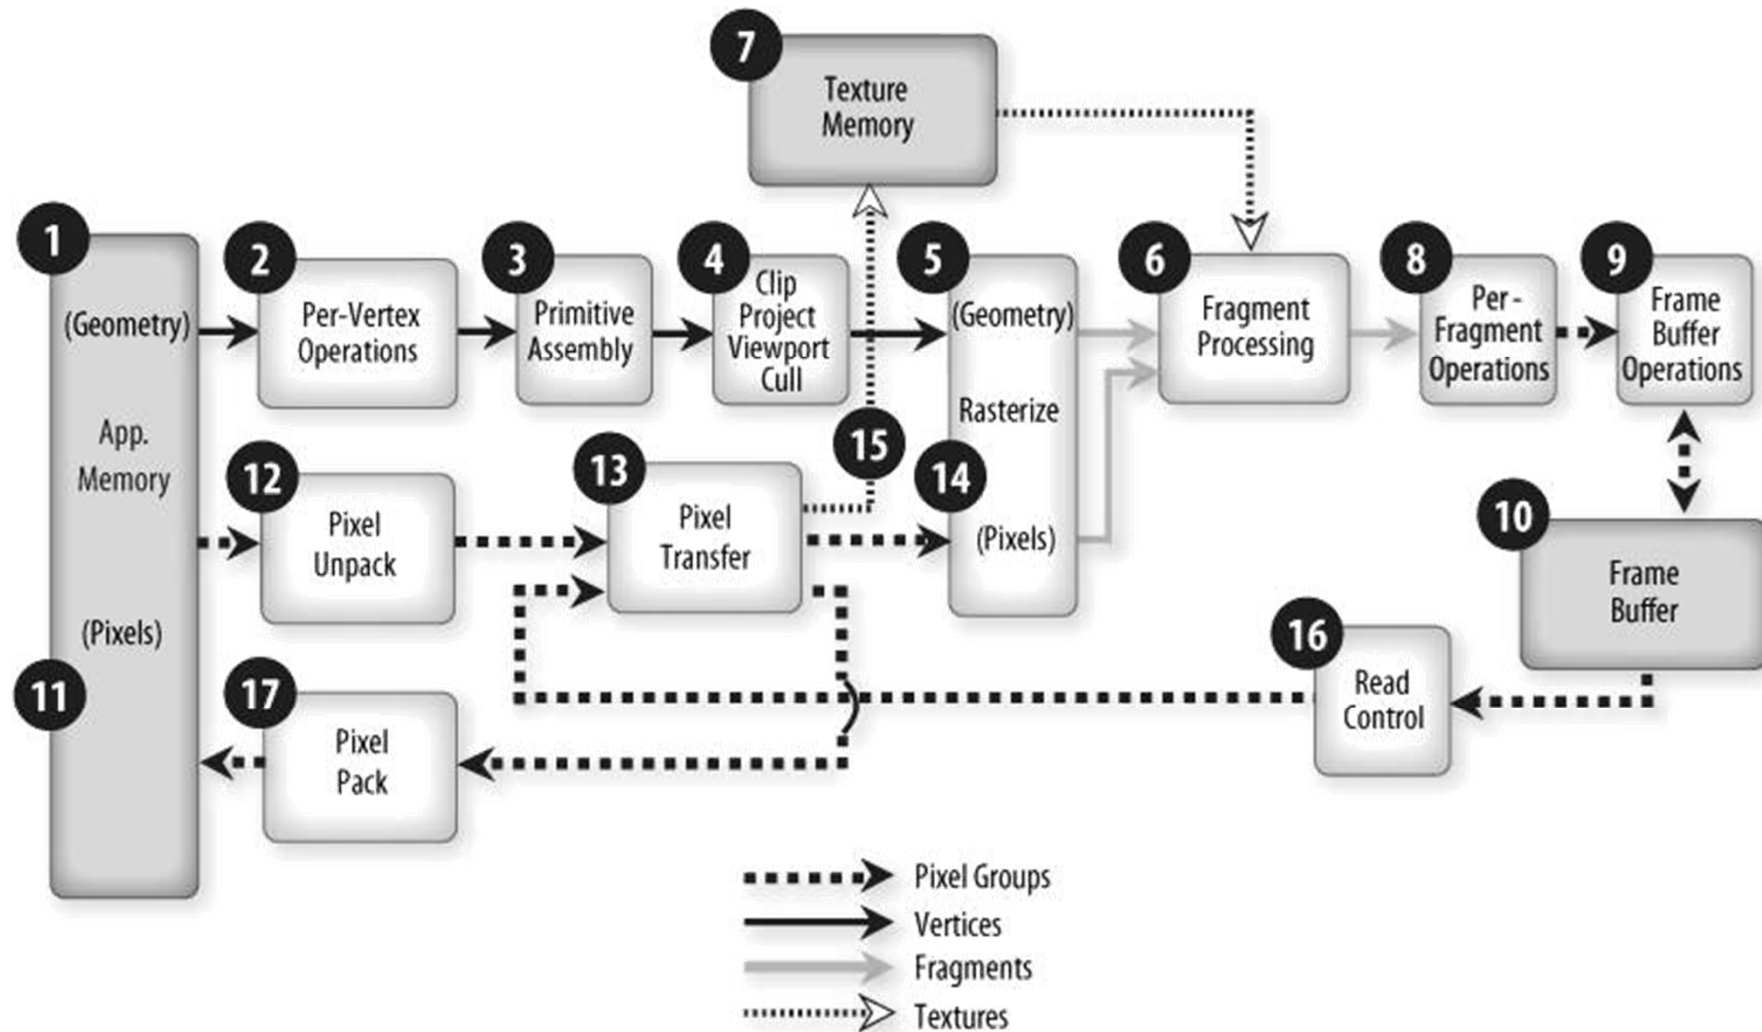 7
Texture
Memory
1
(Geometry)
App.
Memory
(Pixels)
11
2
Per-Vertex
Operations
3
Primitive
Assembly
4
Clip
Project
Viewport
Cull
5
(Geometry)
Rasterize
14
(Pixels)
6
Fragment
Processing
8
Per-
Fragment
Operations
9
Frame
Buffer
Operations
12
Pixel
Unpack
13
Pixel
Transfer
15
10
Frame
Buffer
16
Read
Control
17
Pixel
Pack
Pixel Groups
Vertices
Fragments
Textures